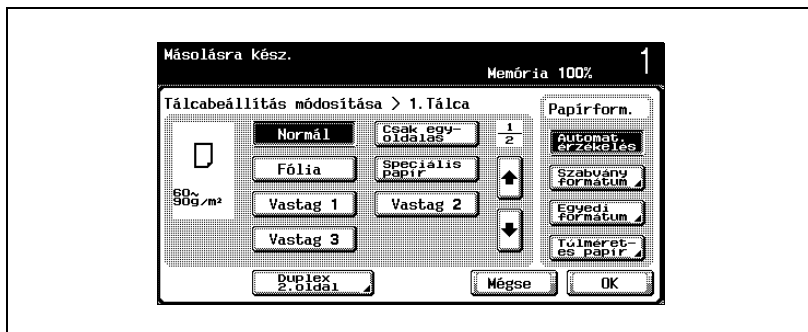 Másolásra kész.
Memória 100%
1
Tálcabeállítás módosítása > 1.Tálca
Papírform.
Normál
Csak egy-
oldalas
1
2
Automat.
érzékelés
Fólia
Speciális
papír
Szabvány
formátum
60~
90g/m²
Vastag 1
Vastag 2
Egyedi
formátum
Vastag 3
Túlméret-
es papír
Duplex
2.oldal
Mégse
OK